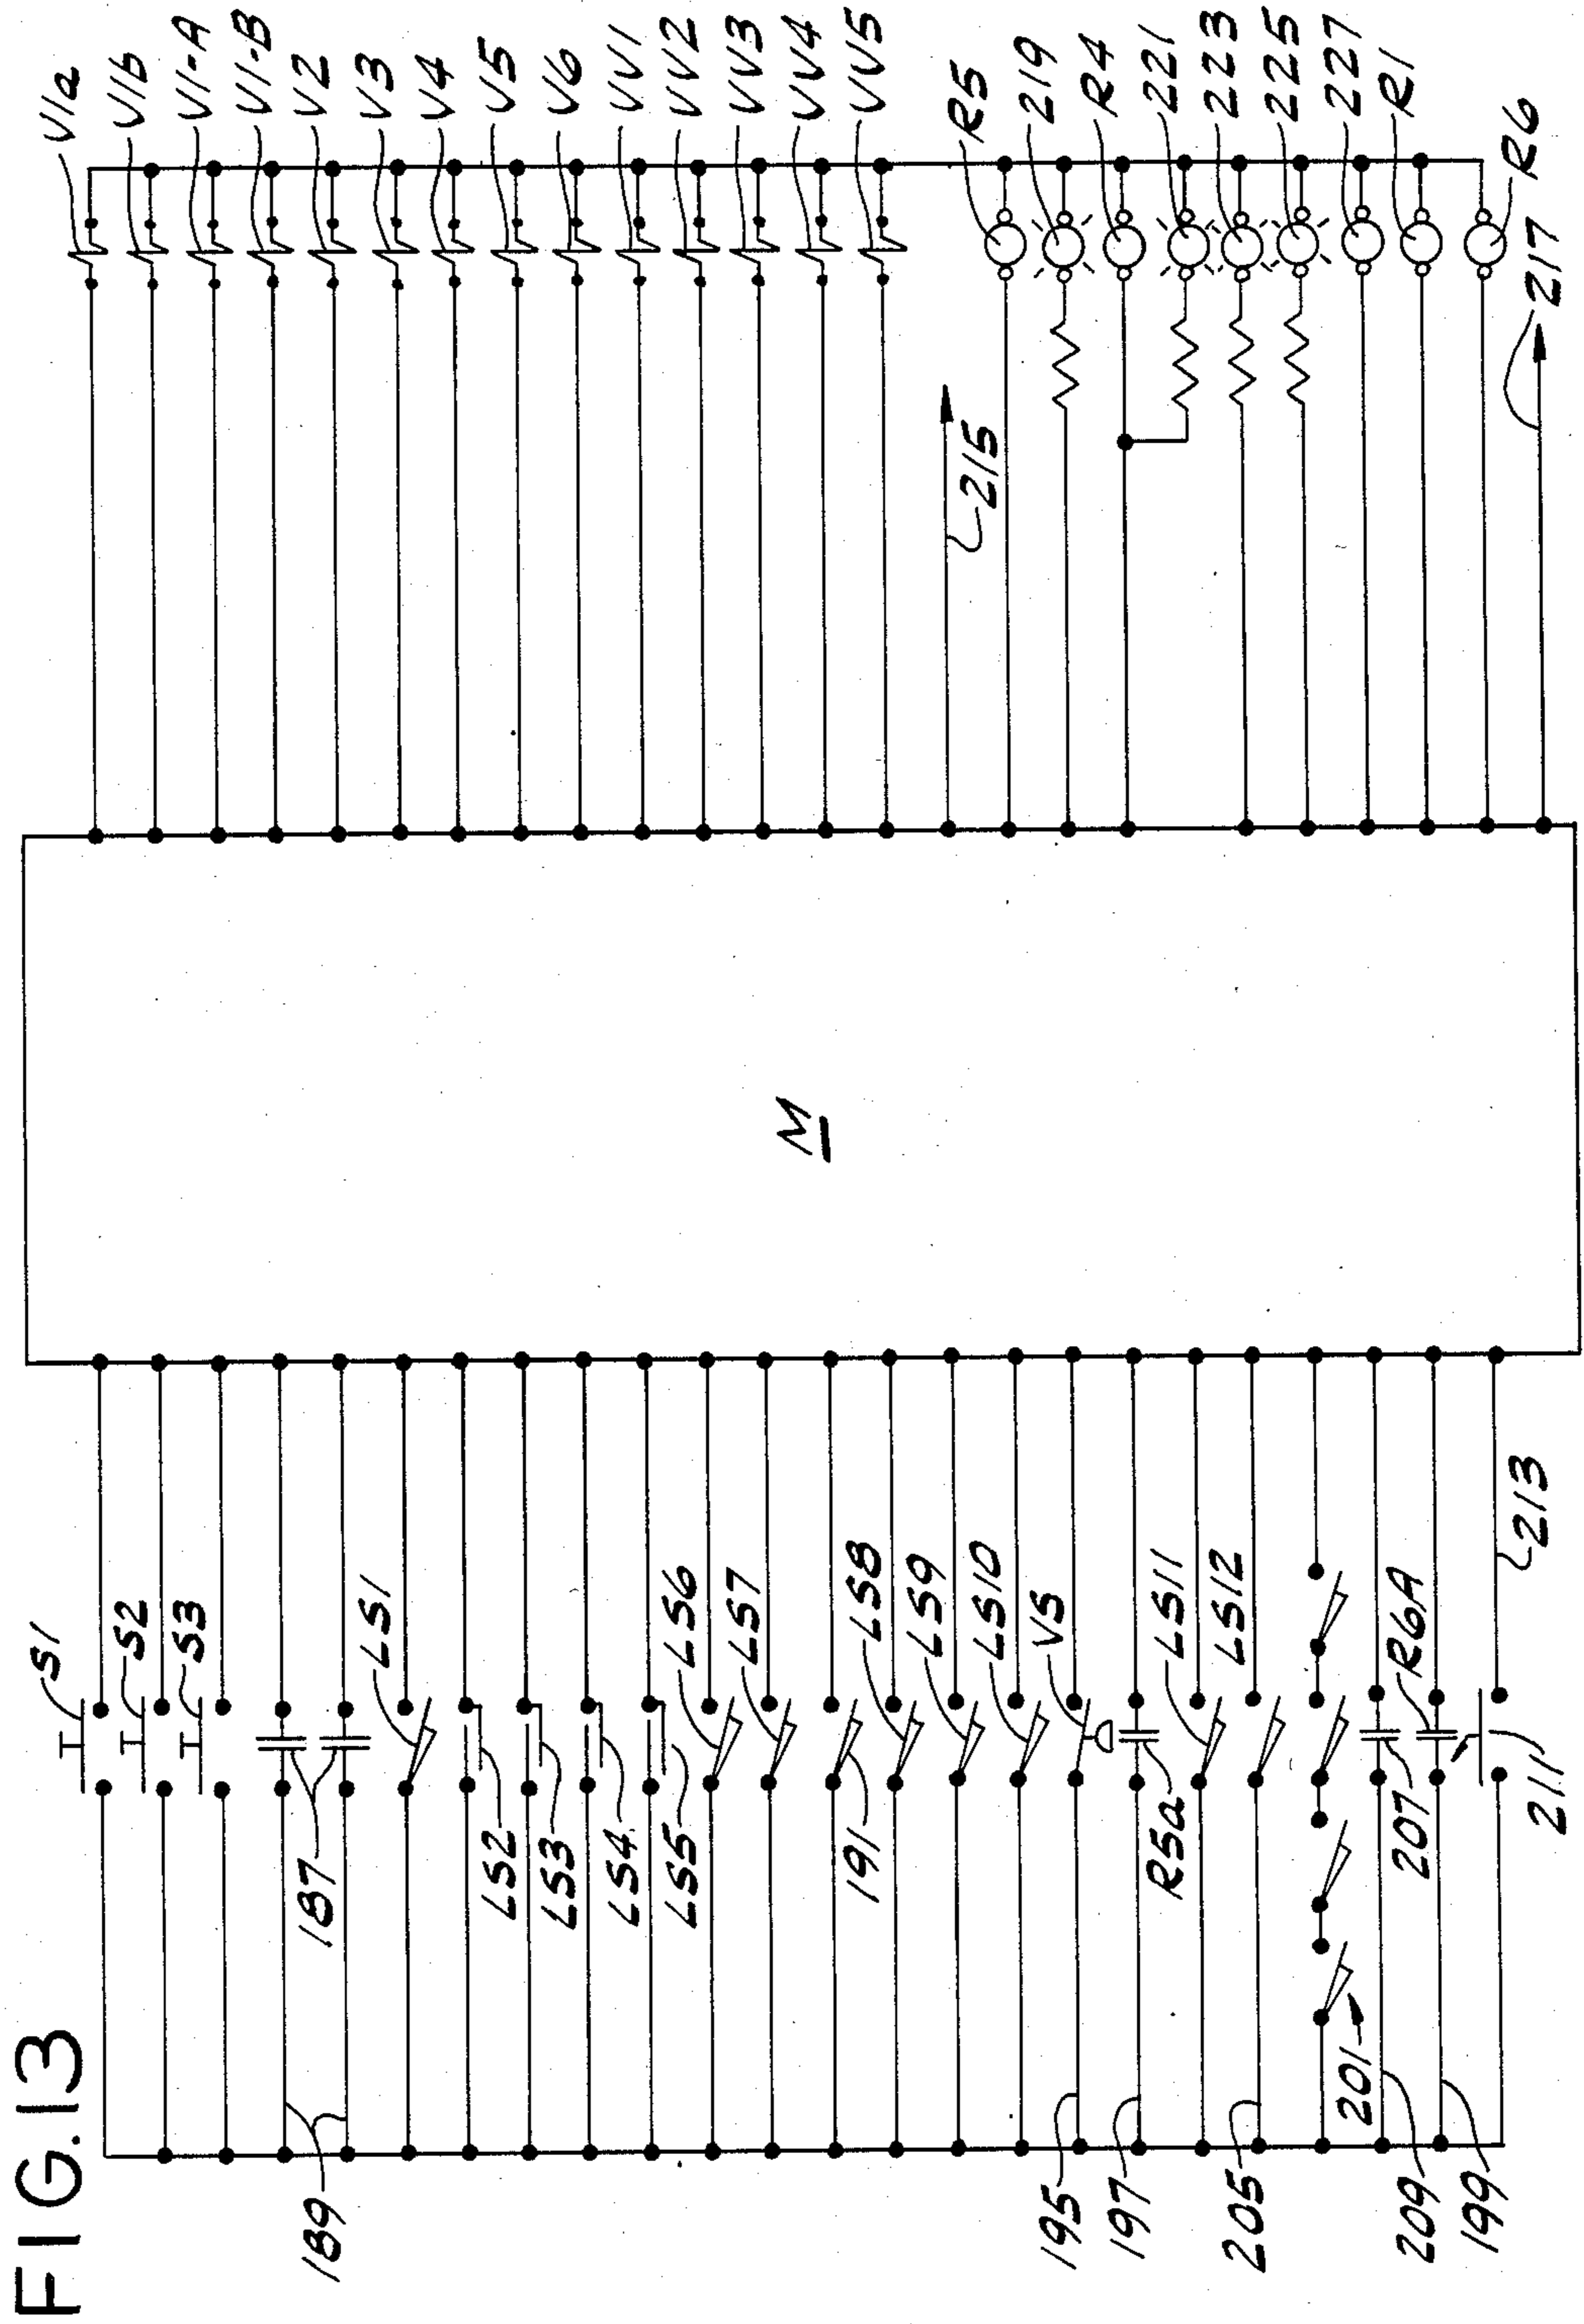 FIG.13
S1
S2
S3
187
189
LS1
LS2
LS3
LS4
LS5
LS6
LS7
191
LS8
LS9
LS10
VS
195
R5a
197
LS11
LS12
205
201
207
209
R6A
199
211
213
M
V1a
V1b
V1-A
V1-B
V2
V3
V4
V5
V6
VV1
VV2
VV3
VV4
VV5
215
R5
219
R4
221
223
225
227
R1
R6
217